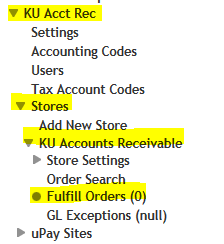 KU Acct Rec
Settings
Accounting Codes
Users
Tax Account Codes
Stores
Add New Store
KU Accounts Receivable
Store Settings
Order Search
Fulfill Orders (0)
GL Exceptions (null)
uPay Sites